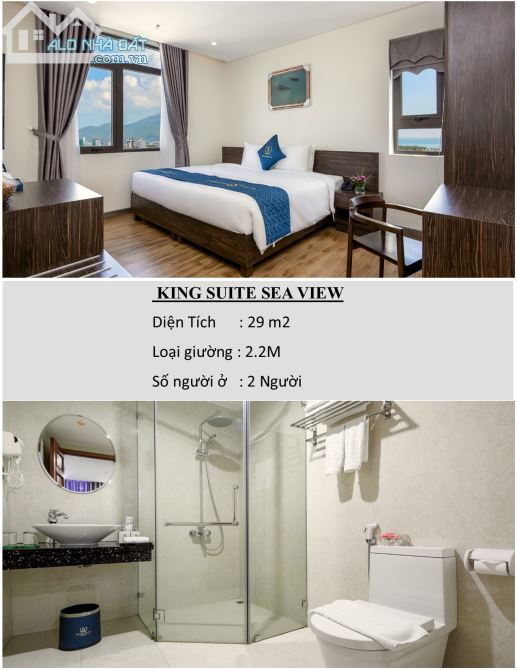 ALO NHÀ ĐẤT
.com.vn
KING SUITE SEA VIEW
Diện Tích : 29 m2
Loại giường : 2.2M
Số người ở : 2 Người